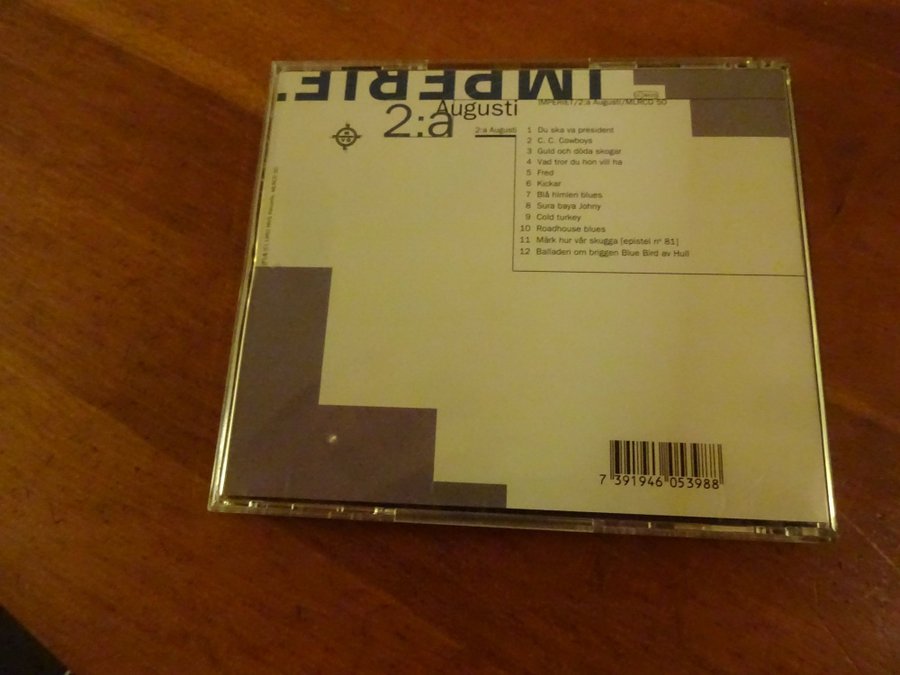 IMPERIET
2:a Augusti
IMPERIET/2:a Augusti/MLRCD 50
2:a Augusti
1 Du ska va president
2 C. C. Cowboys
3 Guld och döda skogar
4 Vad tror du hon vill ha
5 Fred
6 Kickar
7 Blå himlen blues
8 Sura baya Johny
9 Cold turkey
10 Roadhouse blues
11 Märk hur vår skugga [epistel nº 81]
12 Balladen om briggen Blue Bird av Hull
7 391946 053988